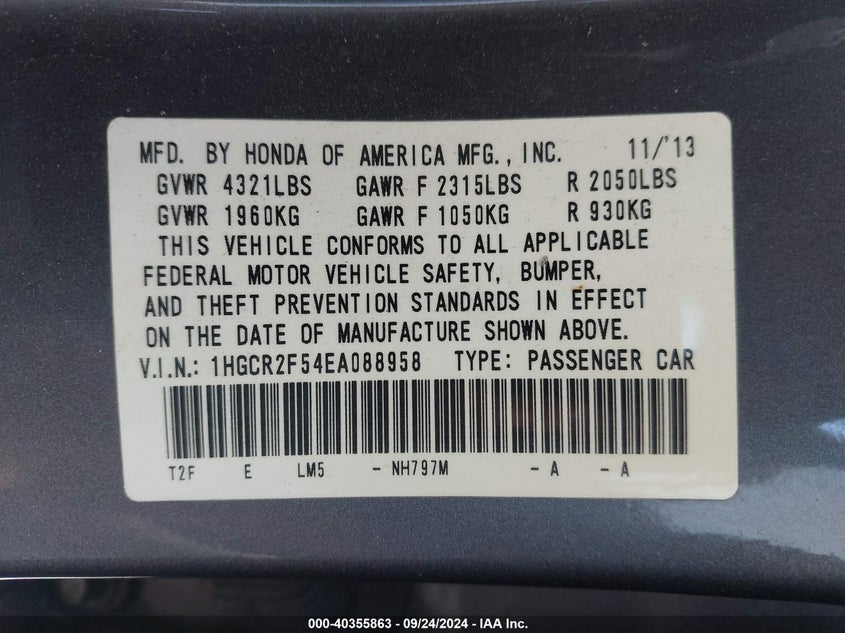 MFD. BY HONDA OF AMERICA MFG., INC. 11/'13
GVWR 4321LBS GAWR F 2315LBS R 2050LBS
GVWR 1960KG GAWR F 1050KG R 930KG
THIS VEHICLE CONFORMS TO ALL APPLICABLE
FEDERAL MOTOR VEHICLE SAFETY, BUMPER,
AND THEFT PREVENTION STANDARDS IN EFFECT
ON THE DATE OF MANUFACTURE SHOWN ABOVE.
V.I.N.: 1HGCR2F54EA088958 TYPE: PASSENGER CAR
T2F E LM5 - NH797M - A - A
000-40355863 - 09/24/2024 - IAA Inc.